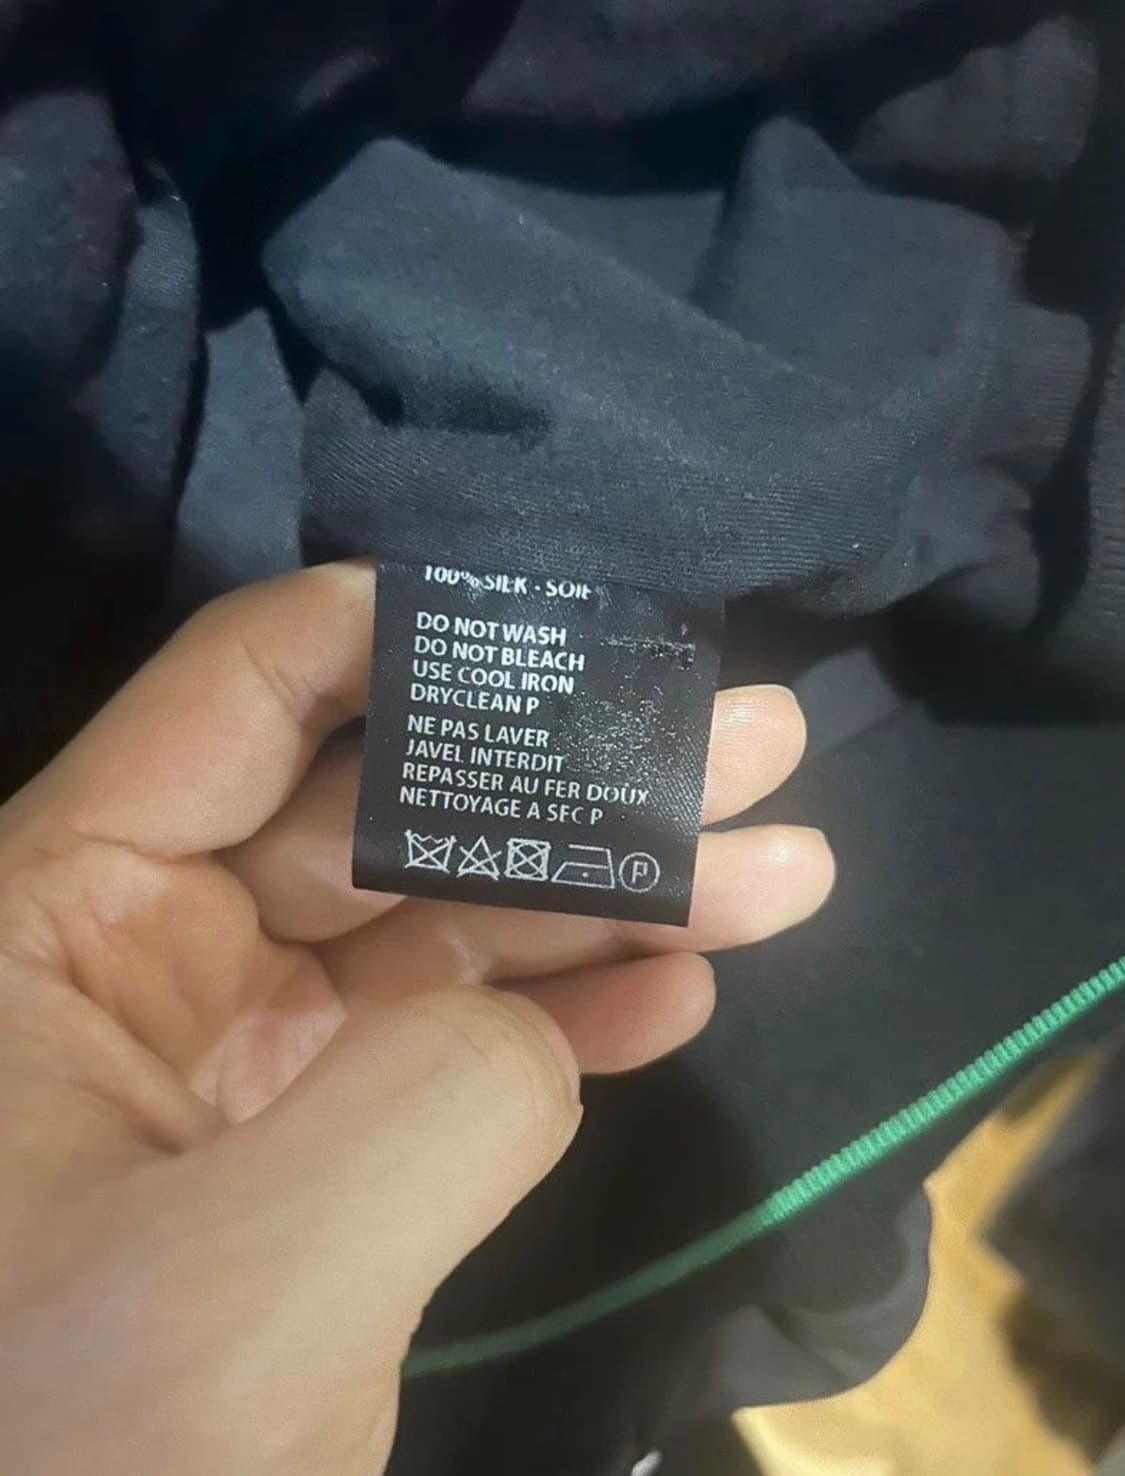 100% SILK - SOIE
DO NOT WASH
DO NOT BLEACH
USE COOL IRON
DRYCLEAN P
NE PAS LAVER
JAVEL INTERDIT
REPASSER AU FER DOUX
NETTOYAGE A SEC P
P